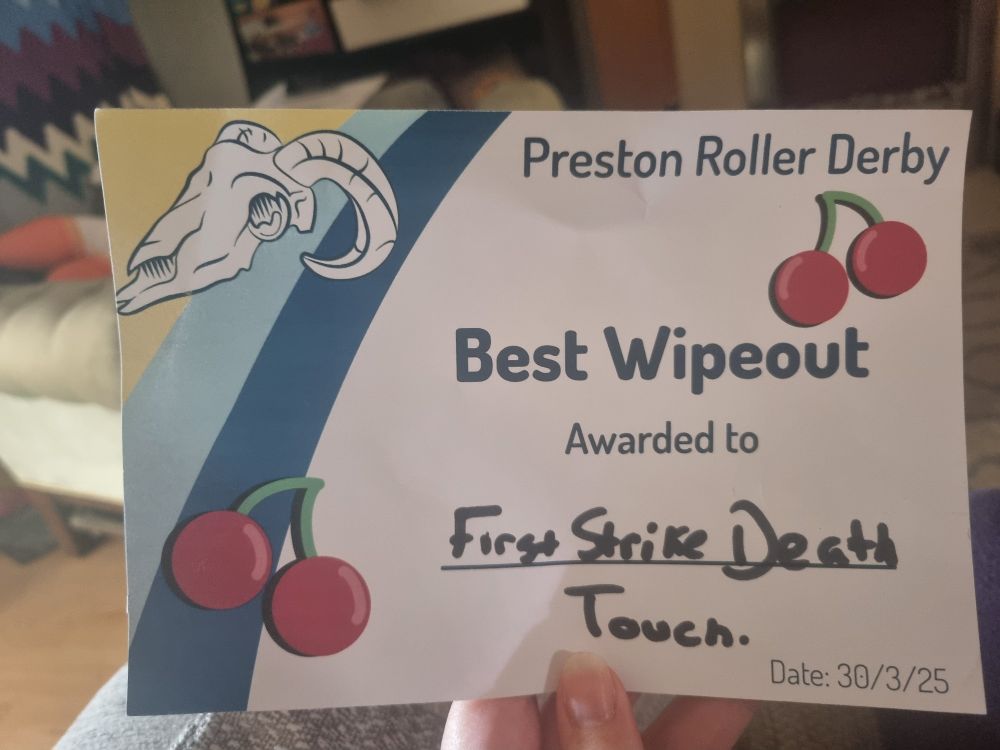 Preston Roller Derby
Best Wipeout
Awarded to
First Strike Death
Touch.
Date: 30/3/25